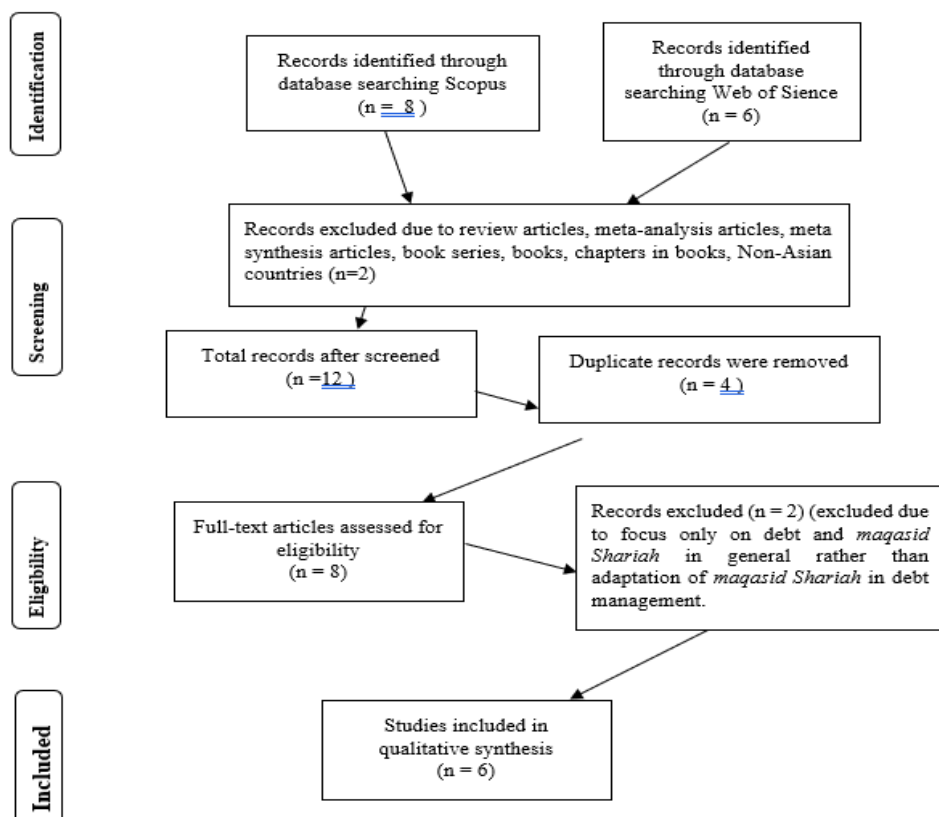 Identification
Records identified through
database searching Scopus
(n = 8 )
Records identified
through database
searching Web of Sience
(n = 6)
Screening
Records excluded due to review articles, meta-analysis articles, meta
synthesis articles, book series, books, chapters in books, Non-Asian
countries (n=2)
Total records after screened
(n =12 )
Duplicate records were removed
(n = 4 )
Eligibility
Full-text articles assessed for
eligibility
(n = 8)
Records excluded (n = 2) (excluded due
to focus only on debt and maqasid
Shariah in general rather than
adaptation of maqasid Shariah in debt
management.
Included
Studies included in
qualitative synthesis
(n = 6)